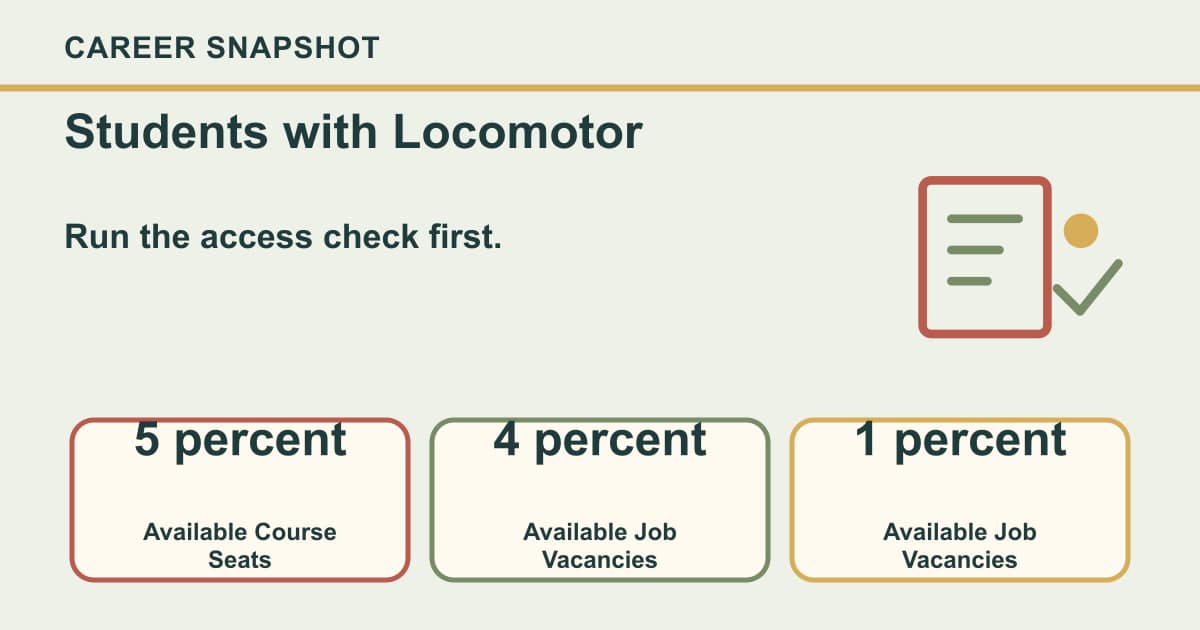 CAREER SNAPSHOT
Students with Locomotor
Run the access check first.
5 percent
Available Course
Seats
4 percent
Available Job
Vacancies
1 percent
Available Job
Vacancies